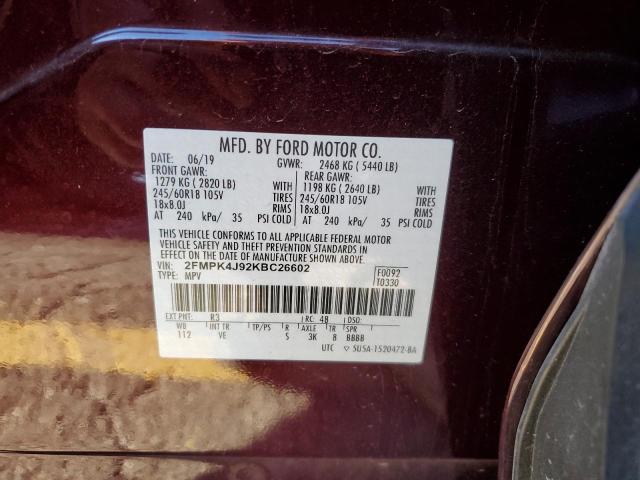 MFD. BY FORD MOTOR CO.
DATE: 06/19 GVWR: 2468 KG ( 5440 LB)
FRONT GAWR: REAR GAWR:
1279 KG ( 2820 LB) WITH 1198 KG ( 2640 LB) WITH
245/60R18 105V TIRES 245/60R18 105V TIRES
18x8.0J RIMS 18x8.0J RIMS
AT 240 kPa/ 35 PSI COLD AT 240 kPa/ 35 PSI COLD
THIS VEHICLE CONFORMS TO ALL APPLICABLE FEDERAL MOTOR
VEHICLE SAFETY AND THEFT PREVENTION STANDARDS IN
EFFECT ON THE DATE OF MANUFACTURE SHOWN ABOVE.
VIN: 2FMPK4J92KBC26602 F0092
TYPE: MPV T0330
EXT PNT: R3 RC: 48 DSO:
WB INT TR TP/PS R AXLE TR SPR
112 VE S 3K 8 BBBB
UTC